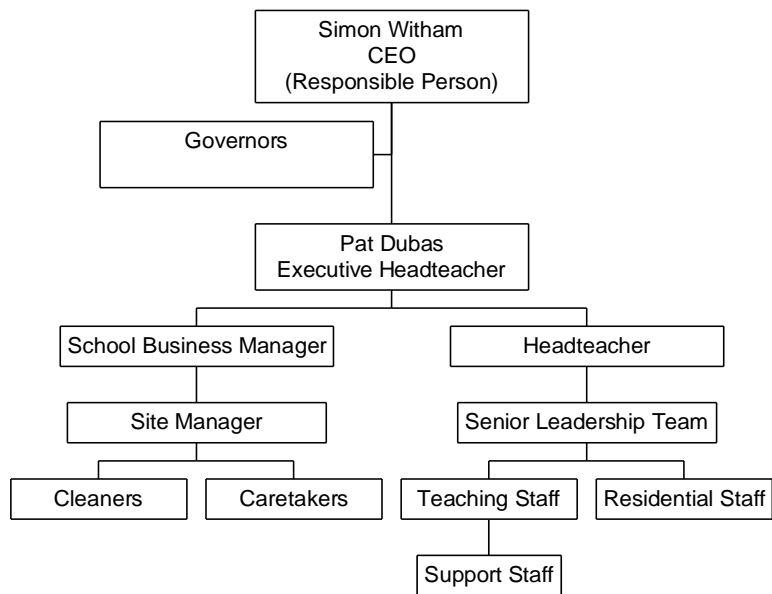 Simon Witham
CEO
(Responsible Person)
Governors
Pat Dubas
Executive Headteacher
School Business Manager
Headteacher
Site Manager
Senior Leadership Team
Cleaners
Caretakers
Teaching Staff
Residential Staff
Support Staff